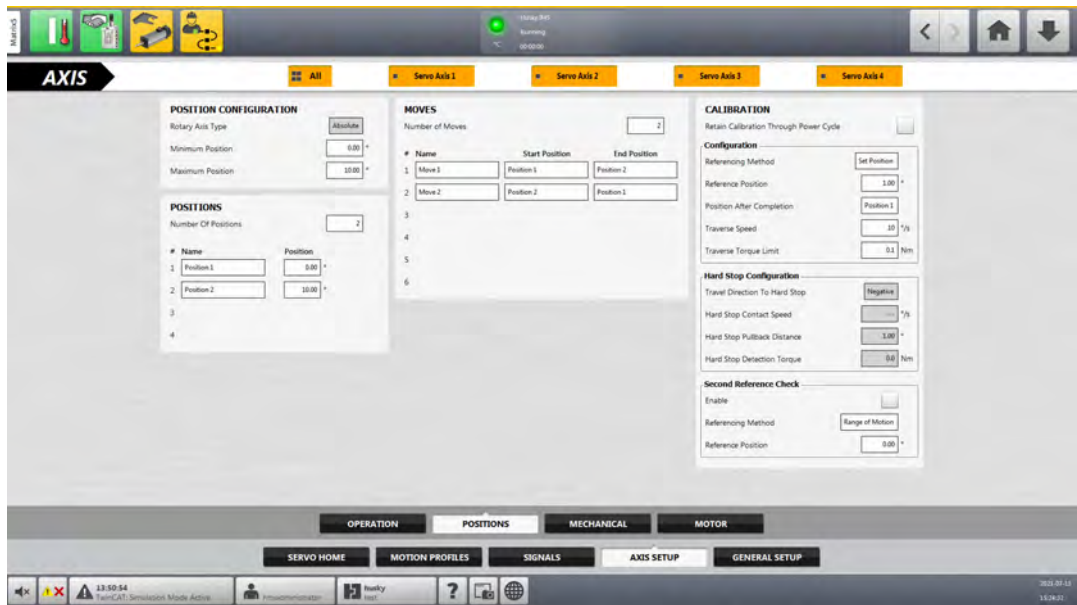 Matrix5
Running
°C 00:00:00
AXIS
All
Servo Axis 1
Servo Axis 2
Servo Axis 3
Servo Axis 4
POSITION CONFIGURATION
Rotary Axis Type Absolute
Minimum Position 0.00 °
Maximum Position 10.00 °
POSITIONS
Number Of Positions 2
# Name Position
1 Position 1 0.00 °
2 Position 2 10.00 °
3
4
MOVES
Number of Moves 2
# Name Start Position End Position
1 Move 1 Position 1 Position 2
2 Move 2 Position 2 Position 1
3
4
5
6
CALIBRATION
Retain Calibration Through Power Cycle
Configuration
Referencing Method Set Position
Reference Position 1.00 °
Position After Completion Position 1
Traverse Speed 10 °/s
Traverse Torque Limit 0.1 Nm
Hard Stop Configuration
Travel Direction To Hard Stop Negative
Hard Stop Contact Speed --- °/s
Hard Stop Pullback Distance 1.00 °
Hard Stop Detection Torque 0.0 Nm
Second Reference Check
Enable
Referencing Method Range of Motion
Reference Position 0.00 °
OPERATION POSITIONS MECHANICAL MOTOR
SERVO HOME MOTION PROFILES SIGNALS AXIS SETUP GENERAL SETUP
13:50:54
TwinCAT: Simulation Mode Active
husky
test
?